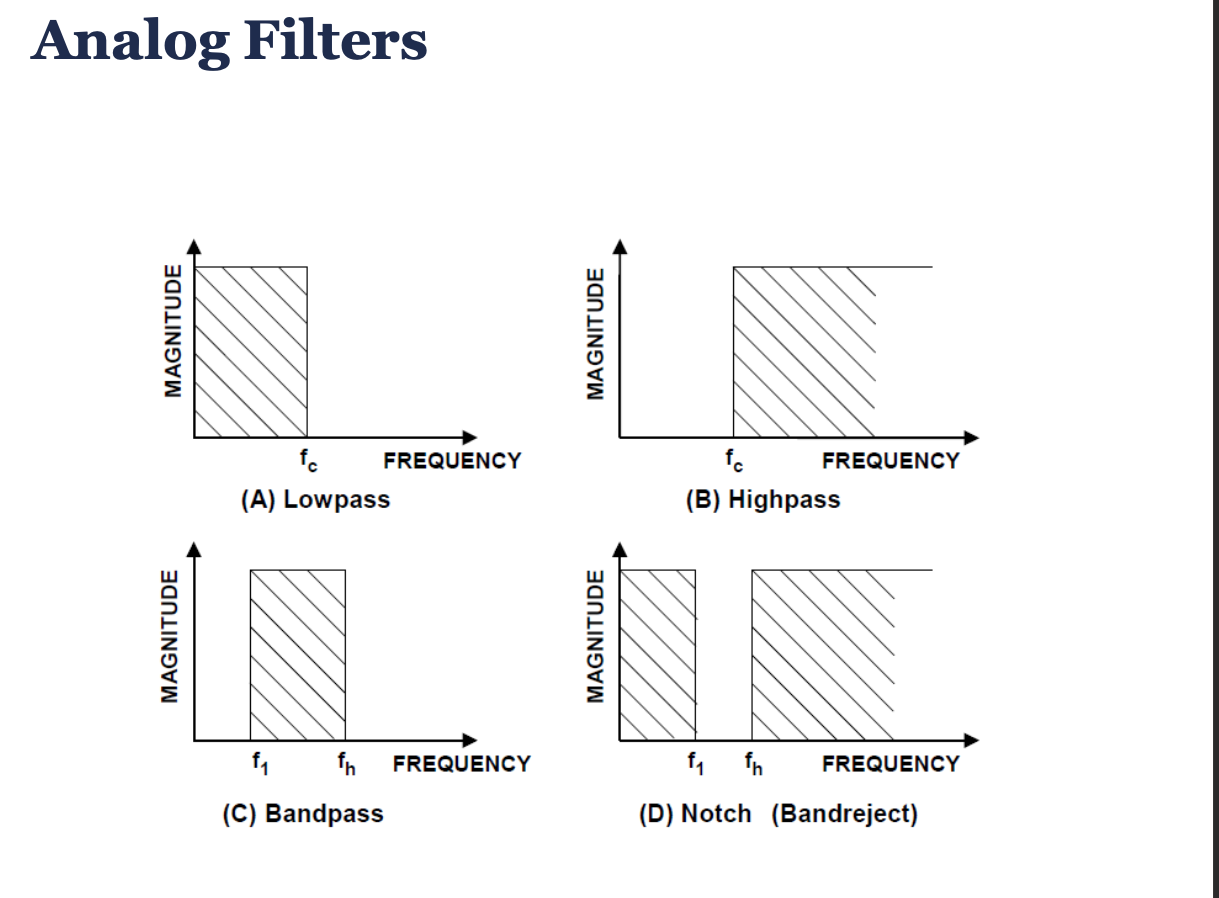 Analog Filters
MAGNITUDE
f_c
FREQUENCY
(A) Lowpass
MAGNITUDE
f_c
FREQUENCY
(B) Highpass
MAGNITUDE
f_1
f_h
FREQUENCY
(C) Bandpass
MAGNITUDE
f_1
f_h
FREQUENCY
(D) Notch (Bandreject)